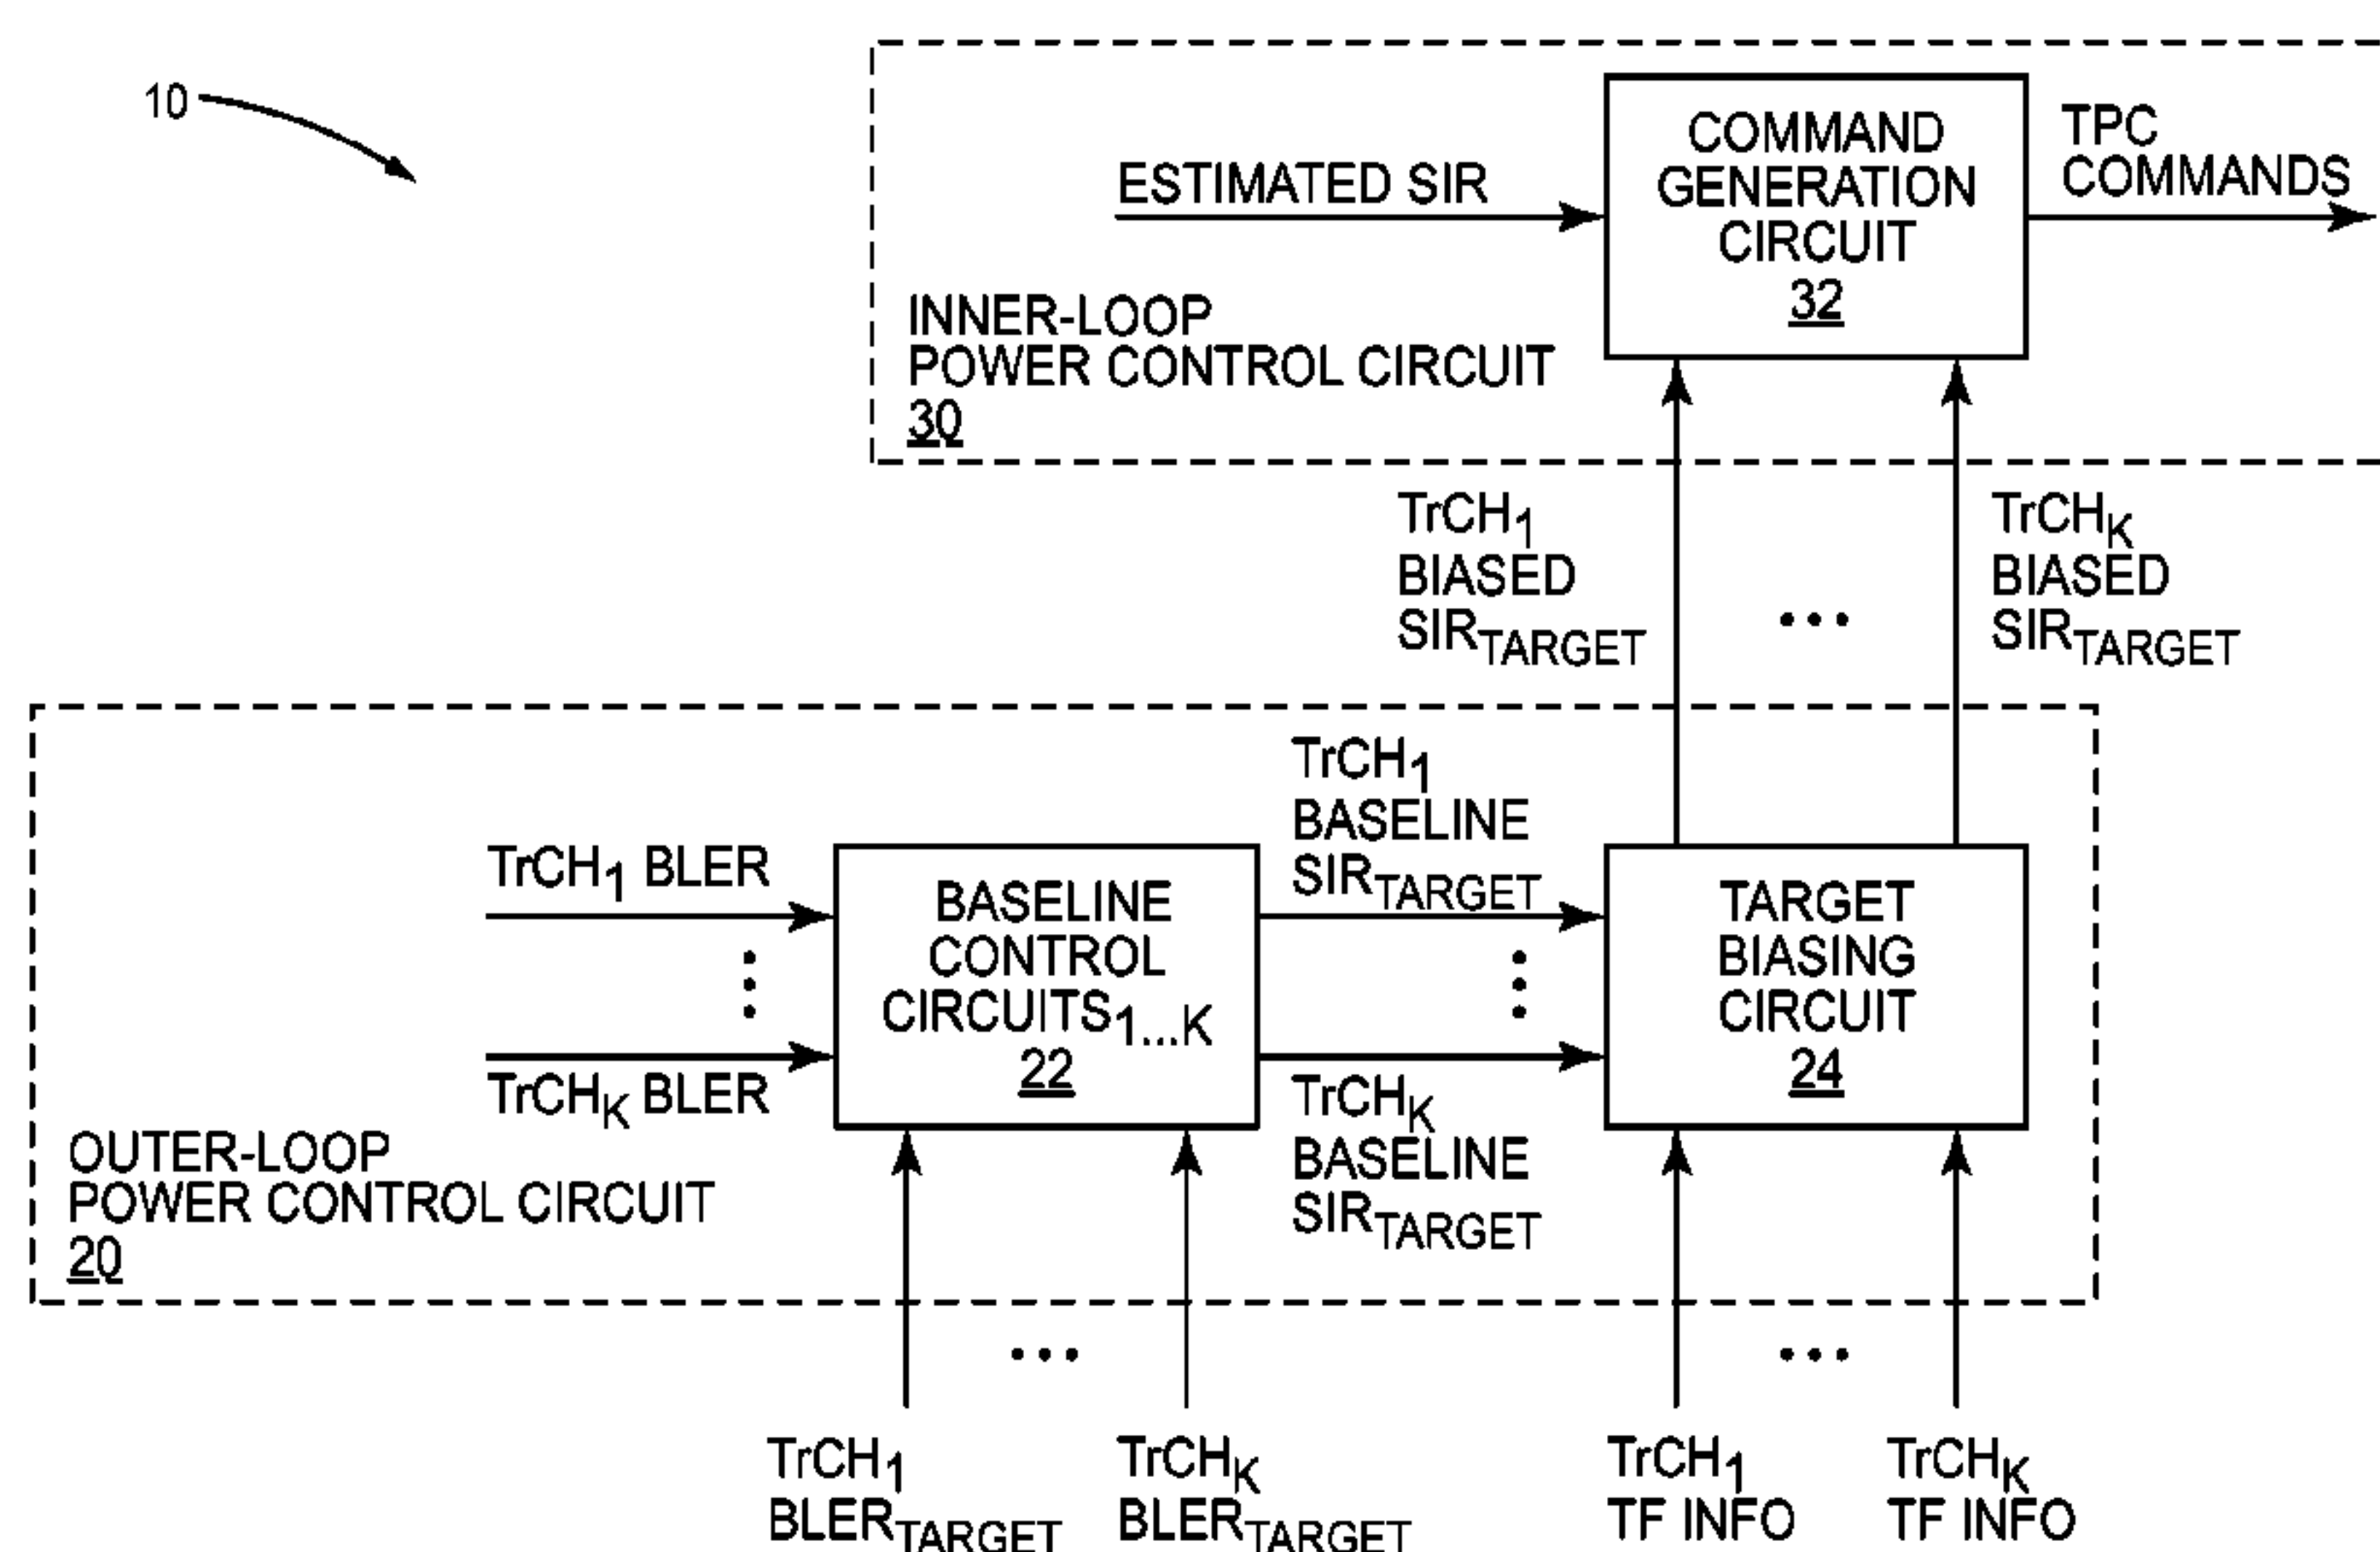 10
ESTIMATED SIR
COMMAND
GENERATION
CIRCUIT
32
TPC
COMMANDS
INNER-LOOP
POWER CONTROL CIRCUIT
30
TrCH1
BIASED
SIRTARGET
...
TrCHK
BIASED
SIRTARGET
TrCH1 BLER
TrCHK BLER
BASELINE
CONTROL
CIRCUITS1...K
22
TrCH1
BASELINE
SIRTARGET
TrCHK
BASELINE
SIRTARGET
TARGET
BIASING
CIRCUIT
24
OUTER-LOOP
POWER CONTROL CIRCUIT
20
...
...
TrCH1
BLERTARGET
TrCHK
BLERTARGET
TrCH1
TF INFO
TrCHK
TF INFO